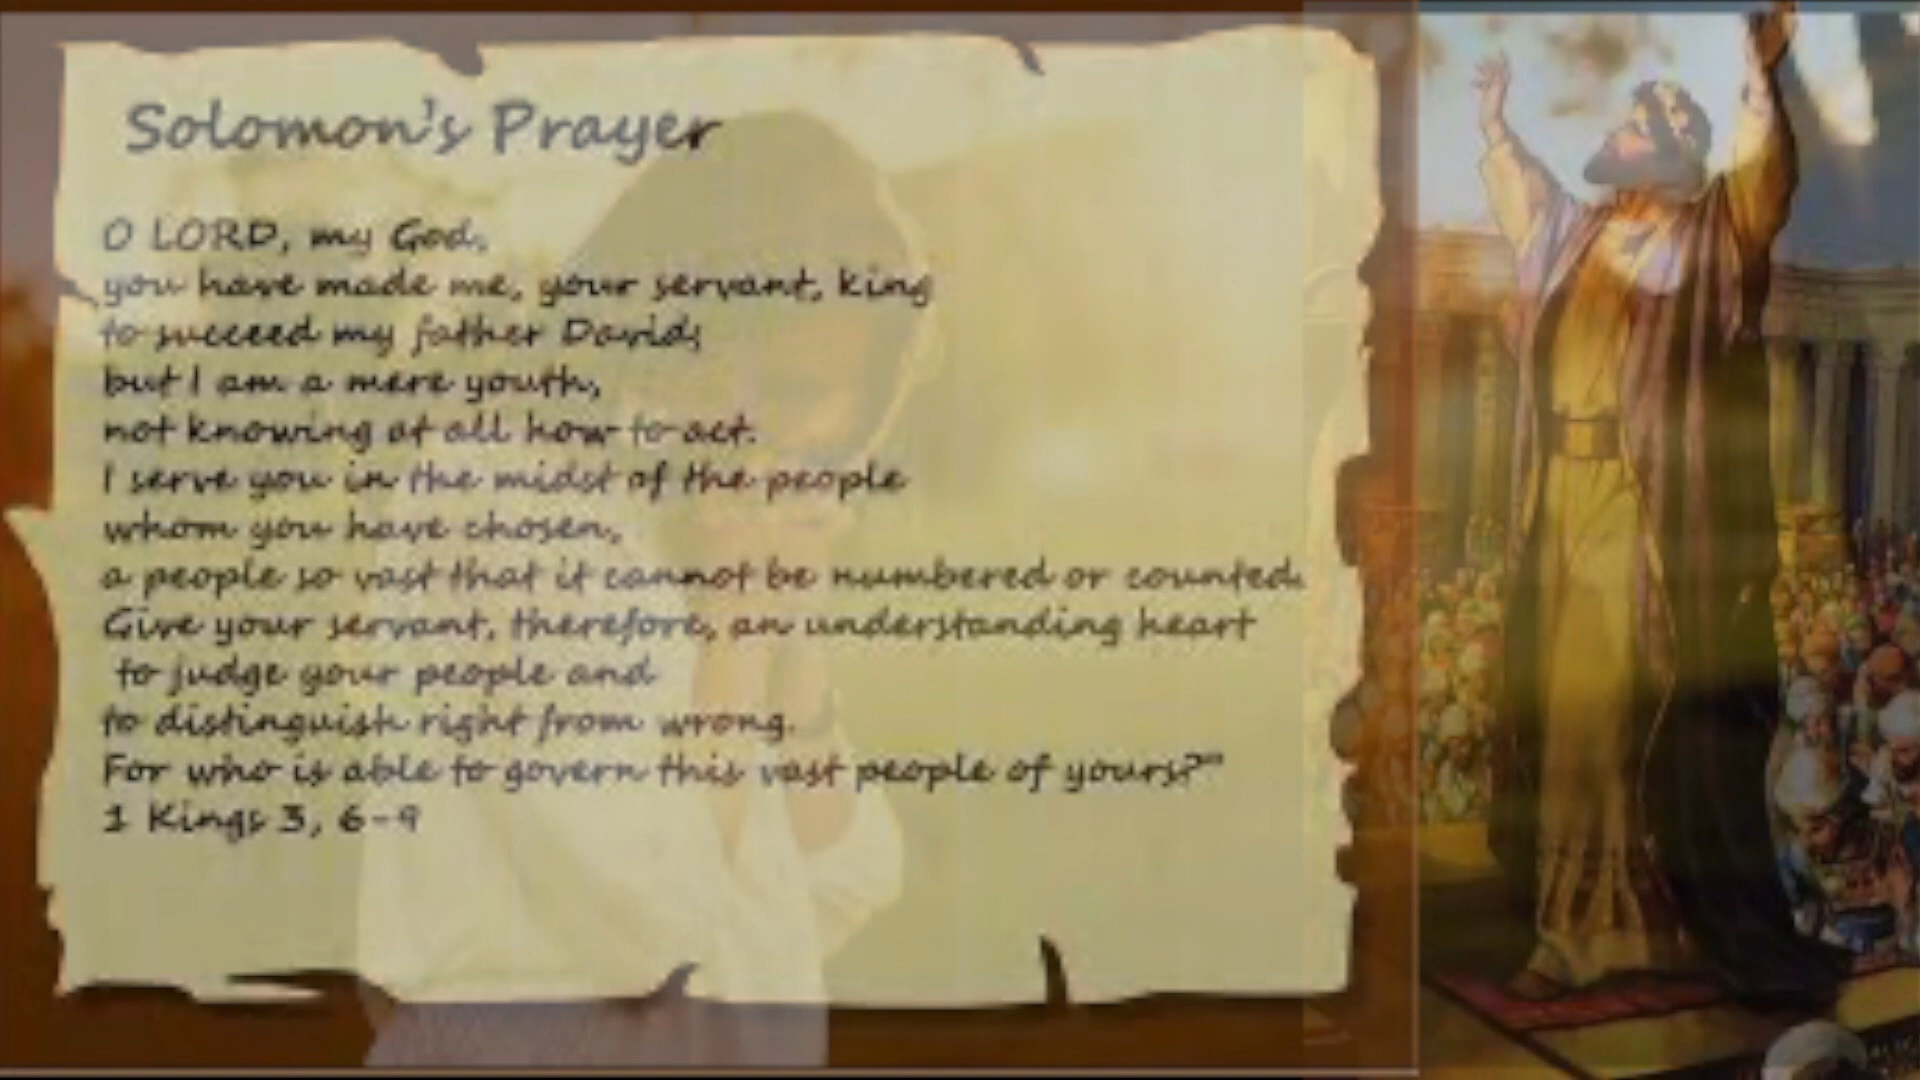 Solomon's Prayer
O LORD, my God,
you have made me, your servant, king
to succeed my father David;
but I am a mere youth,
not knowing at all how to act.
I serve you in the midst of the people
whom you have chosen,
a people so vast that it cannot be numbered or counted.
Give your servant, therefore, an understanding heart
to judge your people and
to distinguish right from wrong.
For who is able to govern this vast people of yours?"
1 Kings 3, 6-9